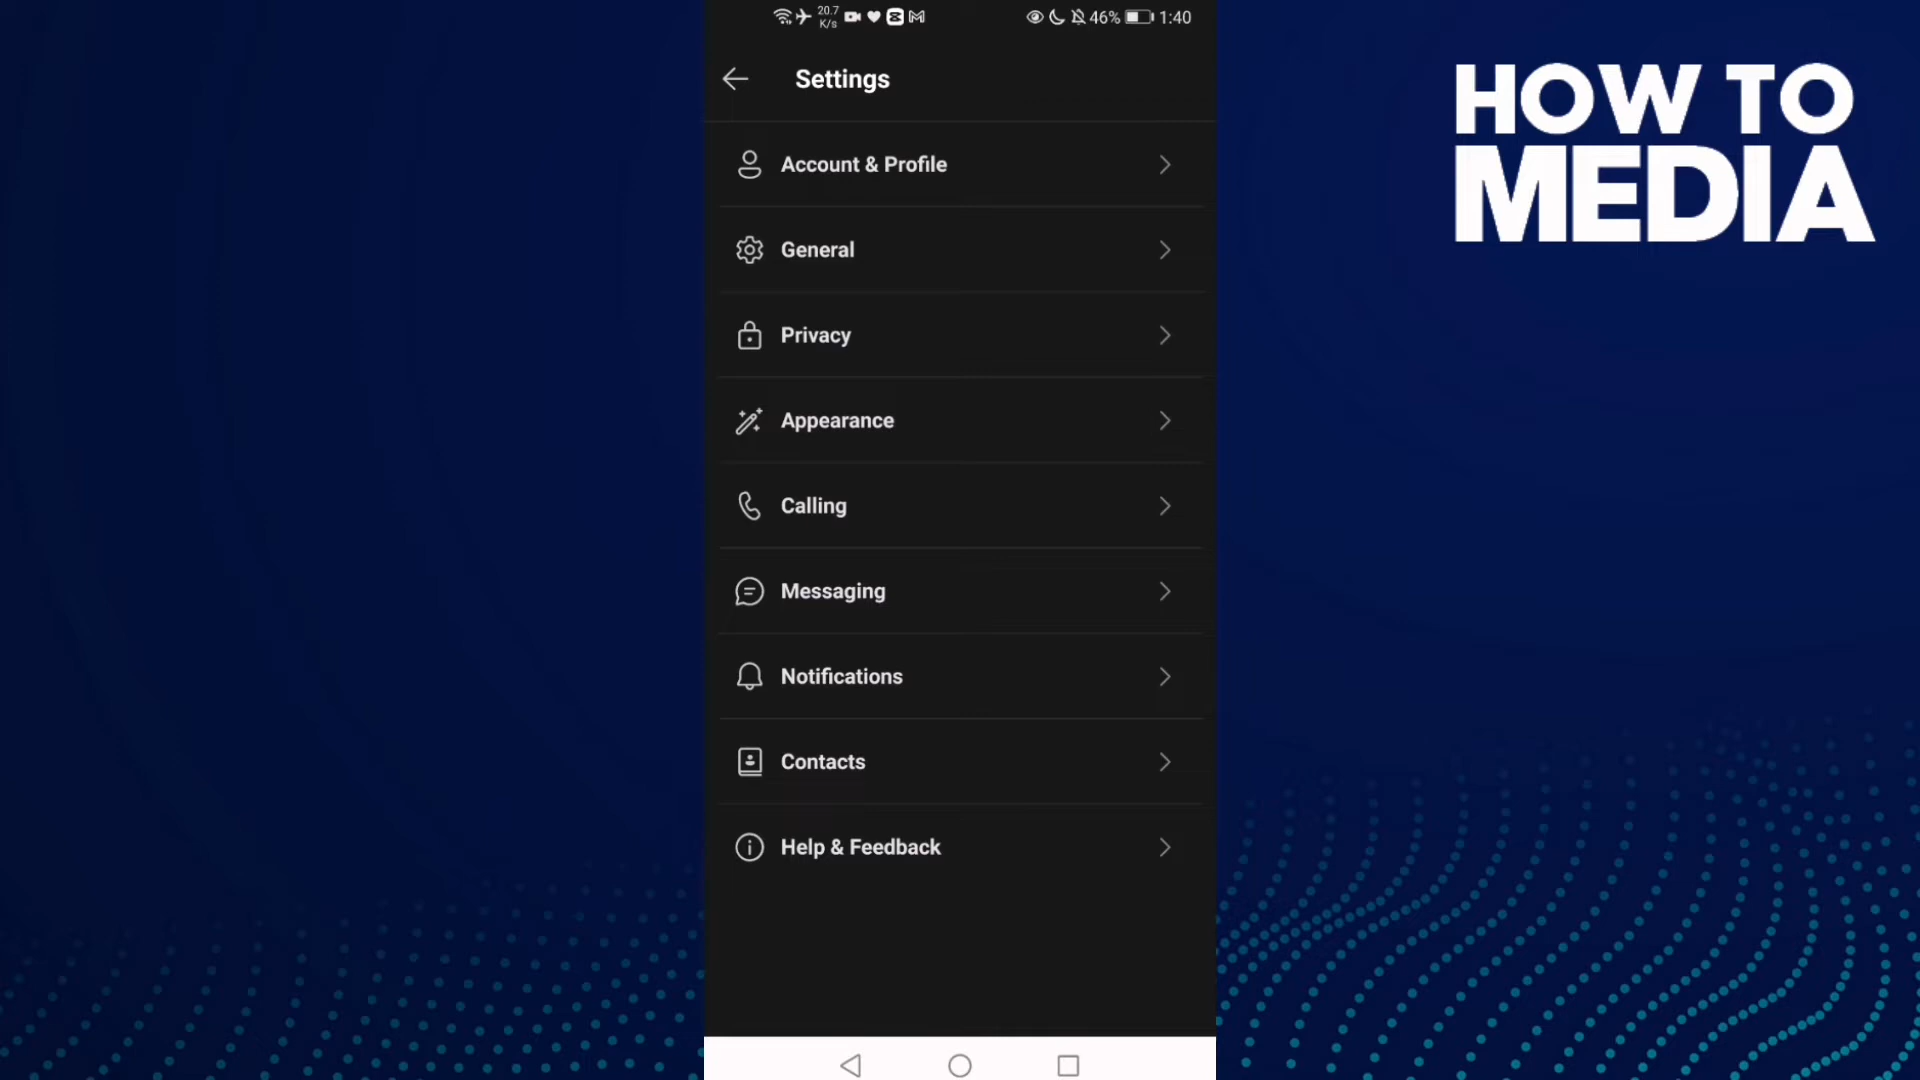 20.7
K/s
46% 1:40
Settings
HOW TO
MEDIA
Account & Profile
General
Privacy
Appearance
Calling
Messaging
Notifications
Contacts
Help & Feedback